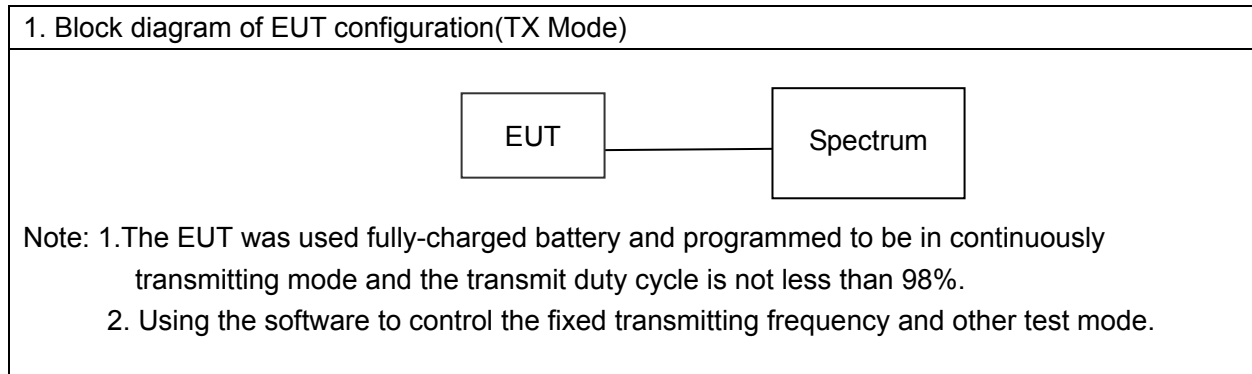 1. Block diagram of EUT configuration(TX Mode)
EUT
Spectrum
Note: 1.The EUT was used fully-charged battery and programmed to be in continuously
transmitting mode and the transmit duty cycle is not less than 98%.
2. Using the software to control the fixed transmitting frequency and other test mode.